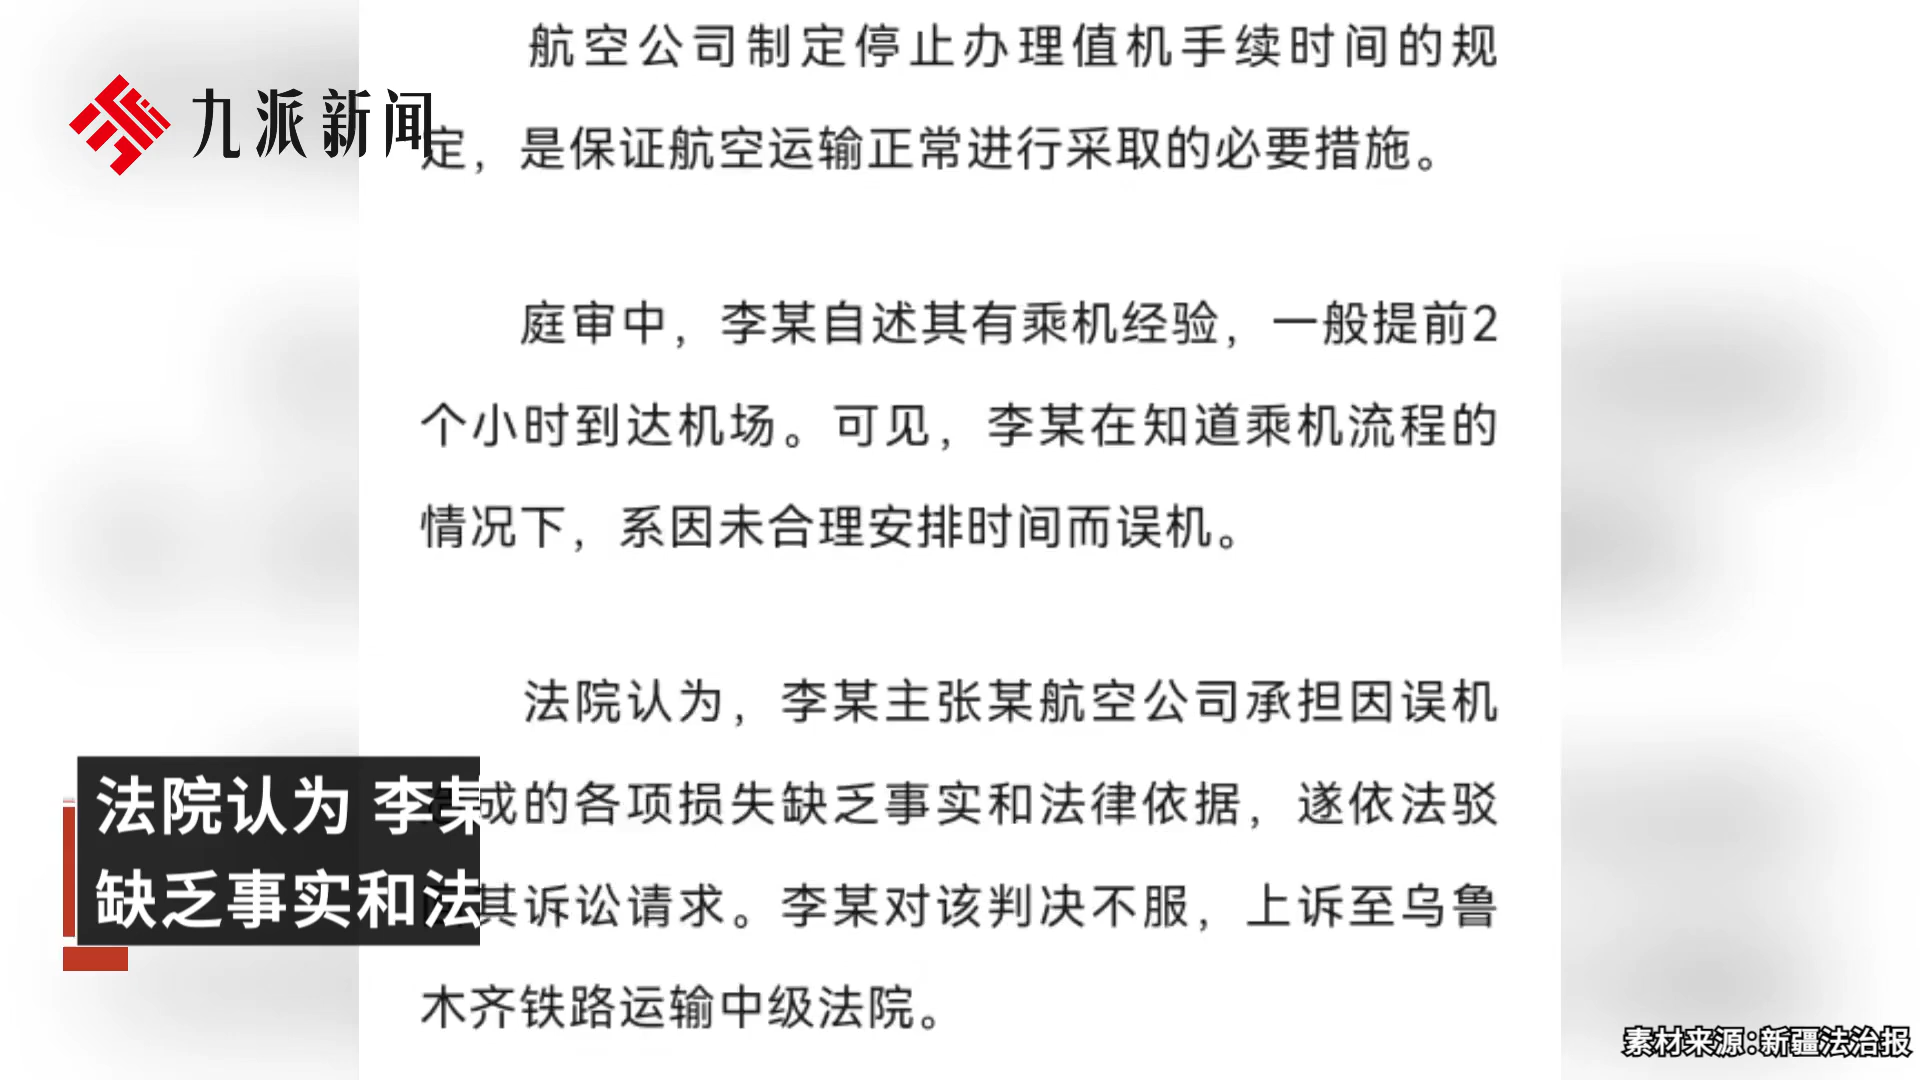 九派新闻
航空公司制定停止办理值机手续时间的规
定，是保证航空运输正常进行采取的必要措施。
庭审中，李某自述其有乘机经验，一般提前2
个小时到达机场。可见，李某在知道乘机流程的
情况下，系因未合理安排时间而误机。
法院认为，李某主张某航空公司承担因误机
成的各项损失缺乏事实和法律依据，遂依法驳
其诉讼请求。李某对该判决不服，上诉至乌鲁
木齐铁路运输中级法院。
法院认为 李某
缺乏事实和法
素材来源：新疆法治报